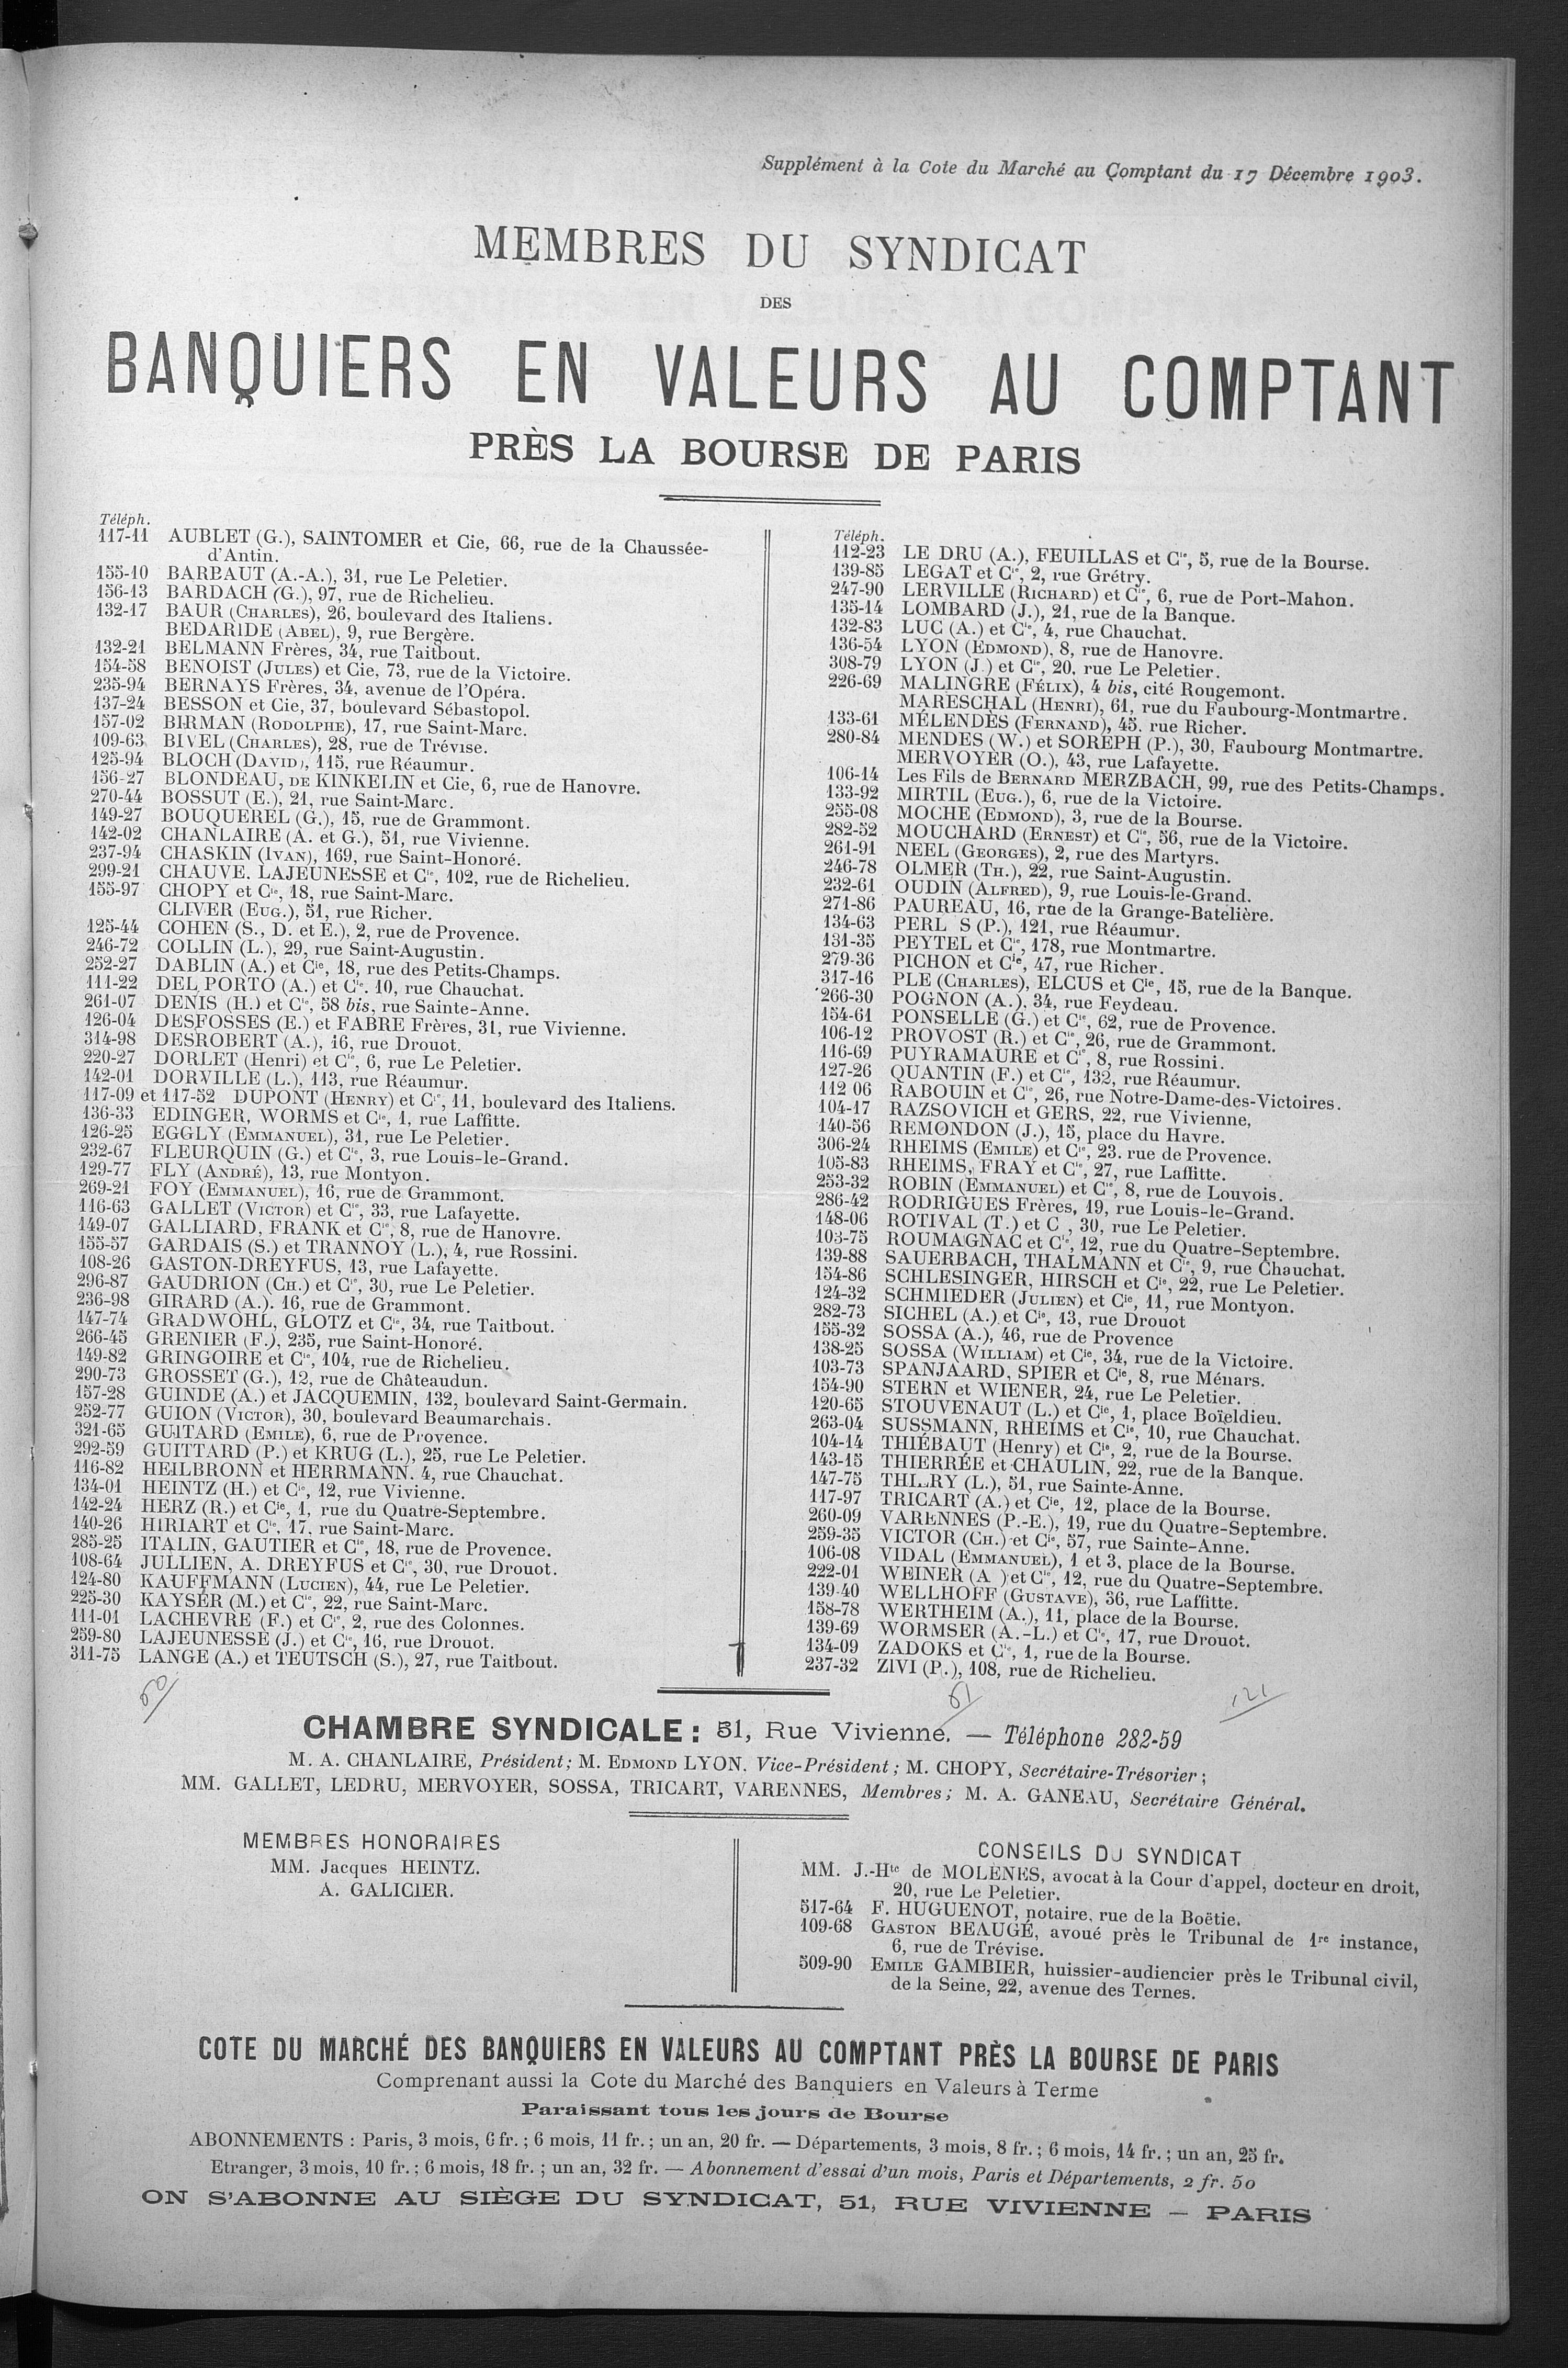 Supplément à la Cote du Marché au Comptant du 17 Décembre 1903.
MEMBRES DU SYNDICAT
DES
BANQUIERS EN VALEURS AU COMPTANT
PRÈS LA BOURSE DE PARIS
Téléph.
117-11 AUBLET (G.), SAINTOMER et Cie, 66, rue de la Chaussée-
d'Antin.
155-10 BARBAUT (A.-A.), 31, rue Le Peletier.
156-13 BARDACH (G.), 97, rue de Richelieu.
132-17 BAUR (CHARLES), 26, boulevard des Italiens.
BEDARIDE (ABEL), 9, rue Bergère.
132-21 BELMANN Frères, 34, rue Taitbout.
154-58 BENOIST (JULES) et Cie, 73, rue de la Victoire.
235-94 BERNAYS Frères, 34, avenue de l'Opéra.
137-24 BESSON et Cie, 37, boulevard Sébastopol.
157-02 BIRMAN (RODOLPHE), 17, rue Saint-Marc.
109-63 BIVEL (CHARLES), 28, rue de Trévise.
125-94 BLOCH (DAVID), 115, rue Réaumur.
156-27 BLONDEAU, DE KINKELIN et Cie, 6, rue de Hanovre.
270-44 BOSSUT (E.), 21, rue Saint-Marc.
149-27 BOUQUEREL (G.), 15, rue de Grammont.
142-02 CHANLAIRE (A. et G.), 51, rue Vivienne.
237-94 CHASKIN (IVAN), 169, rue Saint-Honoré.
299-21 CHAUVE. LAJEUNESSE et Cie, 102, rue de Richelieu.
155-97 CHOPY et Cie, 18, rue Saint-Marc.
CLIVER (EUG.), 51, rue Richer.
125-44 COHEN (S., D. et E.), 2, rue de Provence.
246-72 COLLIN (L.), 29, rue Saint-Augustin.
252-27 DABLIN (A.) et Cie, 18, rue des Petits-Champs.
111-22 DEL PORTO (A.) et Cie. 10, rue Chauchat.
261-07 DENIS (H.) et Cie, 58 bis, rue Sainte-Anne.
126-04 DESFOSSES (E.) et FABRE Frères, 31, rue Vivienne.
314-98 DESROBERT (A.), 16, rue Drouot.
220-27 DORLET (Henri) et Cie, 6, rue Le Peletier.
142-01 DORVILLE (L.), 113, rue Réaumur.
117-09 et 117-52 DUPONT (HENRY) et Cie, 11, boulevard des Italiens.
136-33 EDINGER, WORMS et Cie, 1, rue Laffitte.
126-25 EGGLY (EMMANUEL), 31, rue Le Peletier.
232-67 FLEURQUIN (G.) et Cie, 3, rue Louis-le-Grand.
129-77 FLY (ANDRÉ), 13, rue Montyon.
269-21 FOY (EMMANUEL), 16, rue de Grammont.
116-63 GALLET (VICTOR) et Cie, 33, rue Lafayette.
149-07 GALLIARD, FRANK et Cie, 8, rue de Hanovre.
155-57 GARDAIS (S.) et TRANNOY (L.), 4, rue Rossini.
108-26 GASTON-DREYFUS, 13, rue Lafayette.
296-87 GAUDRION (CH.) et Cie, 30, rue Le Peletier.
236-98 GIRARD (A.). 16, rue de Grammont.
147-74 GRADWOHL, GLOTZ et Cie, 34, rue Taitbout.
266-45 GRENIER (F.), 235, rue Saint-Honoré.
149-82 GRINGOIRE et Cie, 104, rue de Richelieu.
290-73 GROSSET (G.), 12, rue de Châteaudun.
157-28 GUINDE (A.) et JACQUEMIN, 132, boulevard Saint-Germain.
252-77 GUION (VICTOR), 30, boulevard Beaumarchais.
321-65 GUITARD (EMILE), 6, rue de Provence.
292-59 GUITTARD (P.) et KRUG (L.), 25, rue Le Peletier.
116-82 HEILBRONN et HERRMANN. 4, rue Chauchat.
134-01 HEINTZ (H.) et Cie, 12, rue Vivienne.
142-24 HERZ (R.) et Cie, 1, rue du Quatre-Septembre.
140-26 HIRIART et Cie. 17, rue Saint-Marc.
285-25 ITALIN, GAUTIER et Cie, 18, rue de Provence.
108-64 JULLIEN, A. DREYFUS et Cie, 30, rue Drouot.
124-80 KAUFFMANN (LUCIEN), 44, rue Le Peletier.
225-30 KAYSER (M.) et Cie, 22, rue Saint-Marc.
111-01 LACHEVRE (F.) et Cie, 2, rue des Colonnes.
259-80 LAJEUNESSE (J.) et Cie, 16, rue Drouot.
311-75 LANGE (A.) et TEUTSCH (S.), 27, rue Taitbout.
60
Téléph.
112-23 LE DRU (A.), FEUILLAS et Cie, 5, rue de la Bourse.
139-85 LEGAT et Cie, 2, rue Grétry.
247-90 LERVILLE (RICHARD) et Cie, 6, rue de Port-Mahon.
135-14 LOMBARD (J.), 21, rue de la Banque.
132-83 LUC (A.) et Cie, 4, rue Chauchat.
136-54 LYON (EDMOND), 8, rue de Hanovre.
308-79 LYON (J.) et Cie, 20, rue Le Peletier.
226-69 MALINGRE (FÉLIX), 4 bis, cité Rougemont.
MARESCHAL (HENRI), 61, rue du Faubourg-Montmartre.
133-61 MÉLENDÈS (FERNAND), 45, rue Richer.
280-84 MENDES (W.) et SOREPH (P.), 30, Faubourg Montmartre.
MERVOYER (O.), 43, rue Lafayette.
106-14 Les Fils de BERNARD MERZBACH, 99, rue des Petits-Champs.
133-92 MIRTIL (EUG.), 6, rue de la Victoire.
255-08 MOCHE (EDMOND), 3, rue de la Bourse.
282-52 MOUCHARD (ERNEST) et Cie, 56, rue de la Victoire.
261-91 NEEL (GEORGES), 2, rue des Martyrs.
246-78 OLMER (TH.), 22, rue Saint-Augustin.
232-61 OUDIN (ALFRED), 9, rue Louis-le-Grand.
271-86 PAUREAU, 16, rue de la Grange-Batelière.
134-63 PERL S (P.), 121, rue Réaumur.
131-35 PEYTEL et Cie, 178, rue Montmartre.
279-36 PICHON et Cie, 47, rue Richer.
317-16 PLE (CHARLES), ELCUS et Cie, 15, rue de la Banque.
266-30 POGNON (A.), 34, rue Feydeau.
154-61 PONSELLE (G.) et Cie, 62, rue de Provence.
106-12 PROVOST (R.) et Cie, 26, rue de Grammont.
116-69 PUYRAMAURE et Cie, 8, rue Rossini.
127-26 QUANTIN (F.) et Cie, 132, rue Réaumur.
112 06 RABOUIN et Cie, 26, rue Notre-Dame-des-Victoires.
104-17 RAZSOVICH et GERS, 22, rue Vivienne,
140-56 REMONDON (J.), 15, place du Havre.
306-24 RHEIMS (EMILE) et Cie, 23. rue de Provence.
105-83 RHEIMS, FRAY et Cie, 27, rue Laffitte.
253-32 ROBIN (EMMANUEL) et Cie, 8, rue de Louvois.
286-42 RODRIGUES Frères, 19, rue Louis-le-Grand.
148-06 ROTIVAL (T.) et C , 30, rue Le Peletier.
103-75 ROUMAGNAC et Cie, 12, rue du Quatre-Septembre.
139-88 SAUERBACH, THALMANN et Cie, 9, rue Chauchat.
154-86 SCHLESINGER, HIRSCH et Cie, 22, rue Le Peletier.
124-32 SCHMIEDER (JULIEN) et Cie, 11, rue Montyon.
282-73 SICHEL (A.) et Cie, 13, rue Drouot
155-32 SOSSA (A.), 46, rue de Provence
138-25 SOSSA (WILLIAM) et Cie, 34, rue de la Victoire.
103-73 SPANJAARD, SPIER et Cie, 8, rue Ménars.
154-90 STERN et WIENER, 24, rue Le Peletier.
120-65 STOUVENAUT (L.) et Cie, 1, place Boïeldieu.
263-04 SUSSMANN, RHEIMS et Cie, 10, rue Chauchat.
104-14 THIÉBAUT (Henry) et Cie, 2, rue de la Bourse.
143-15 THIERRÉE et CHAULIN, 22, rue de la Banque.
147-75 (L.), 51, rue Sainte-Anne.
117-97 TRICART (A.) et Cie, 12, place de la Bourse.
260-09 VARENNES (P.-E.), 19, rue du Quatre-Septembre.
259-35 VICTOR (CH.) et Cie, 57, rue Sainte-Anne.
106-08 VIDAL (EMMANUEL), 1 et 3, place de la Bourse.
222-01 WEINER (A ) et Cie, 12, rue du Quatre-Septembre.
139-40 WELLHOFF (GUSTAVE), 36, rue Laffitte.
158-78 WERTHEIM (A.), 11, place de la Bourse.
139-69 WORMSER (A.-L.) et Cie, 17, rue Drouot.
134-09 ZADOKS et Cie, 1, rue de la Bourse.
237-32 ZIVI (P.), 108, rue de Richelieu.
61 121
CHAMBRE SYNDICALE : 51, Rue Vivienne. — Téléphone 282-59
M. A. CHANLAIRE, Président ; M. EDMOND LYON. Vice-Président ; M. CHOPY, Secrétaire-Trésorier ;
MM. GALLET, LEDRU, MERVOYER, SOSSA, TRICART, VARENNES, Membres ; M. A. GANEAU, Secrétaire Général.
MEMBRES HONORAIRES
MM. Jacques HEINTZ.
A. GALICIER.
CONSEILS DU SYNDICAT
MM. J.-Hte de MOLÈNES, avocat à la Cour d'appel, docteur en droit,
20, rue Le Peletier.
517-64 F. HUGUENOT, notaire, rue de la Boëtie.
109-68 GASTON BEAUGÉ, avoué près le Tribunal de 1re instance,
6, rue de Trévise.
509-90 EMILE GAMBIER, huissier-audiencier près le Tribunal civil,
de la Seine, 22, avenue des Ternes.
COTE DU MARCHÉ DES BANQUIERS EN VALEURS AU COMPTANT PRÈS LA BOURSE DE PARIS
Comprenant aussi la Cote du Marché des Banquiers en Valeurs à Terme
Paraissant tous les jours de Bourse
ABONNEMENTS : Paris, 3 mois, 6 fr. ; 6 mois, 11 fr. ; un an, 20 fr. — Départements, 3 mois, 8 fr. ; 6 mois, 14 fr. ; un an, 25 fr.
Etranger, 3 mois, 10 fr. ; 6 mois, 18 fr. ; un an, 32 fr. — Abonnement d'essai d'un mois, Paris et Départements, 2 fr. 50
ON S'ABONNE AU SIÈGE DU SYNDICAT, 51, RUE VIVIENNE — PARIS